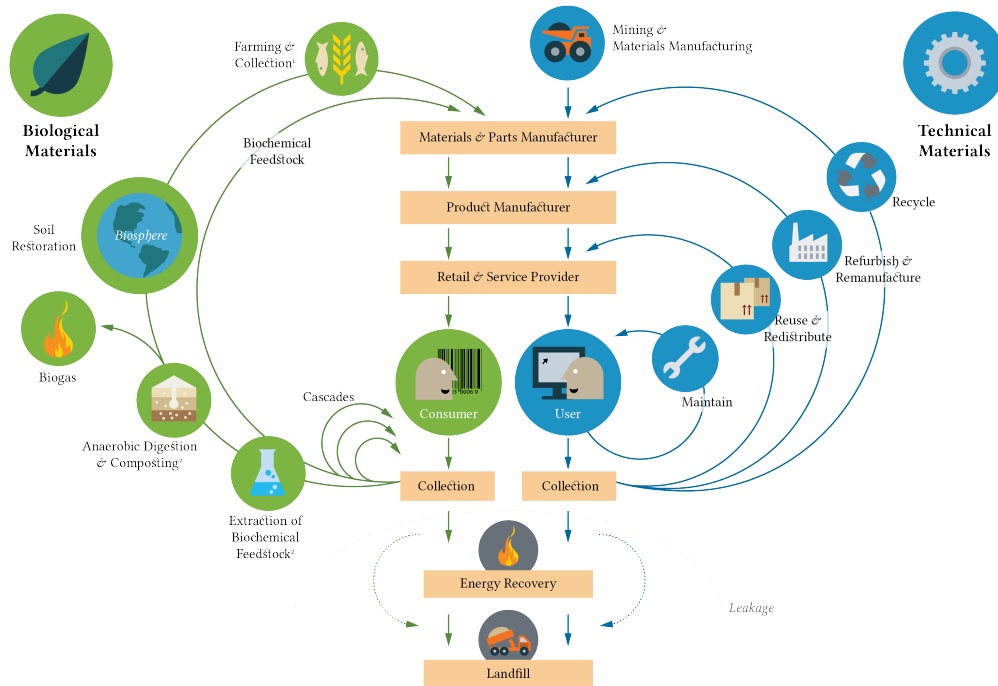 Biological
Materials
Farming &
Collection¹
Mining &
Materials Manufacturing
Technical
Materials
Biochemical
Feedstock
Materials & Parts Manufacturer
Recycle
Soil
Restoration
Biosphere
Product Manufacturer
Refurbish &
Remanufacture
Retail & Service Provider
Reuse &
Redistribute
Biogas
Consumer
User
Maintain
Cascades
Anaerobic Digestion
& Composting²
Collection
Collection
Extraction of
Biochemical
Feedstock²
Energy Recovery
Leakage
Landfill